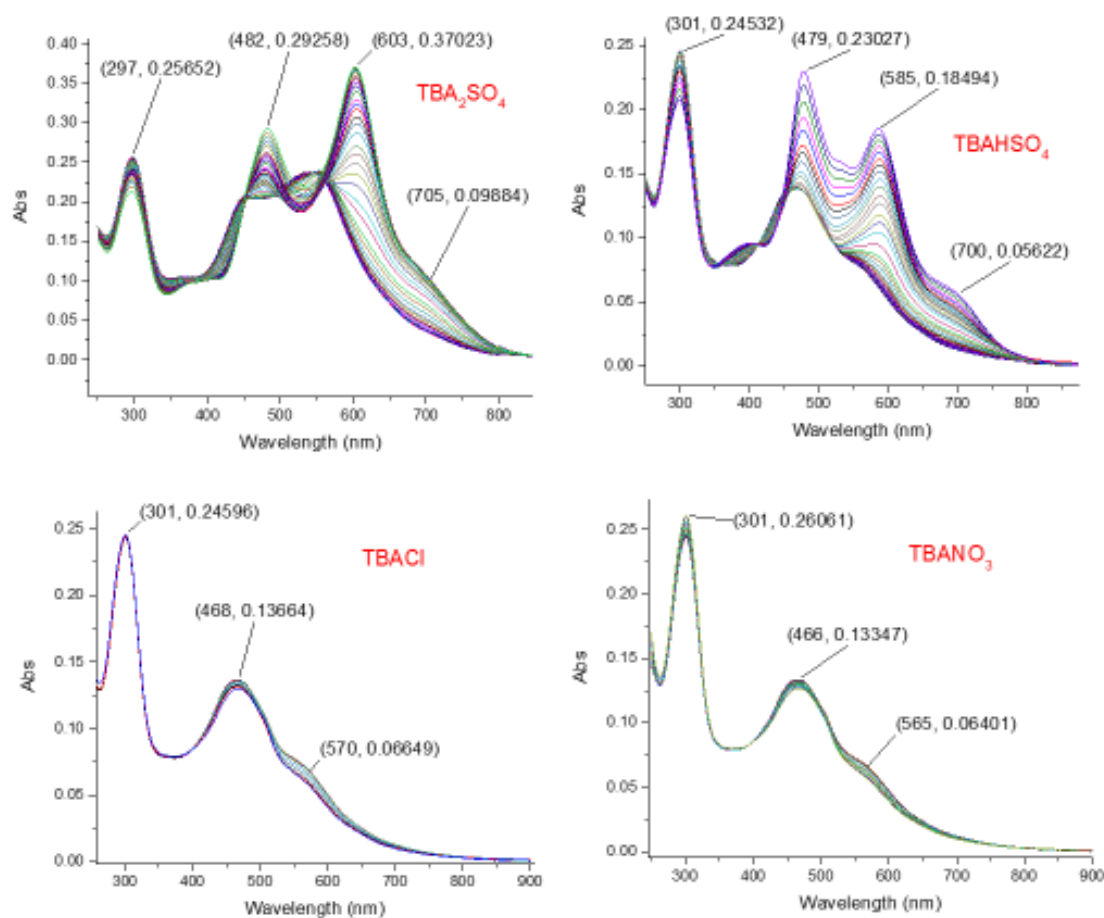 (482, 0.29258)
(603, 0.37023)
(297, 0.25652)
TBA₂SO₄
(705, 0.09884)
0.40
0.35
0.30
0.25
0.20
0.15
0.10
0.05
0.00
Abs
300 400 500 600 700 800
Wavelength (nm)
(301, 0.24532)
(479, 0.23027)
(585, 0.18494)
TBAHSO₄
(700, 0.05622)
0.25
0.20
0.15
0.10
0.05
0.00
Abs
300 400 500 600 700 800
Wavelength (nm)
(301, 0.24596)
TBACl
(468, 0.13664)
(570, 0.06649)
0.25
0.20
0.15
0.10
0.05
0.00
Abs
300 400 500 600 700 800 900
Wavelength (nm)
(301, 0.26061)
TBANO₃
(466, 0.13347)
(565, 0.06401)
0.25
0.20
0.15
0.10
0.05
0.00
Abs
300 400 500 600 700 800 900
Wavelength (nm)